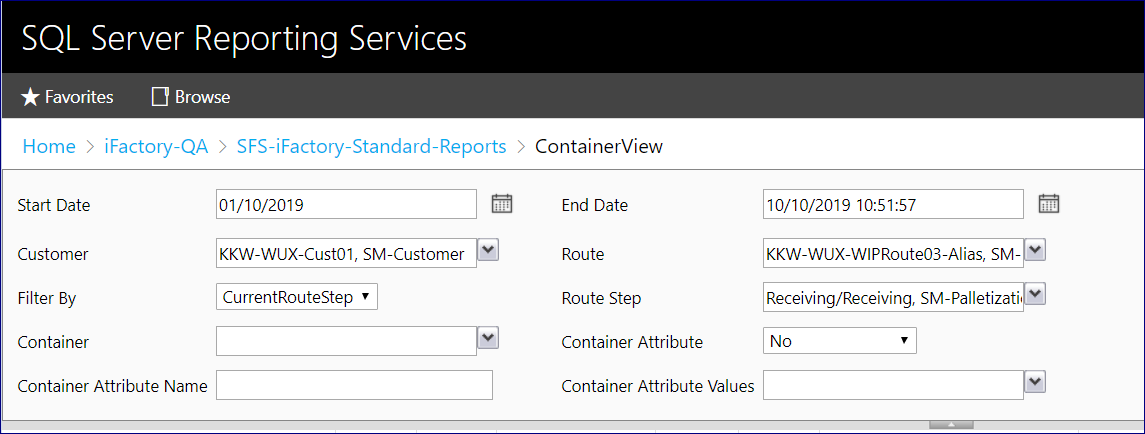 SQL Server Reporting Services
Favorites Browse
Home > iFactory-QA > SFS-iFactory-Standard-Reports > ContainerView
Start Date 01/10/2019 End Date 10/10/2019 10:51:57
Customer KKW-WUX-Cust01, SM-Customer Route KKW-WUX-WIPRoute03-Alias, SM-
Filter By CurrentRouteStep Route Step Receiving/Receiving, SM-Palletizati
Container Container Attribute No
Container Attribute Name Container Attribute Values